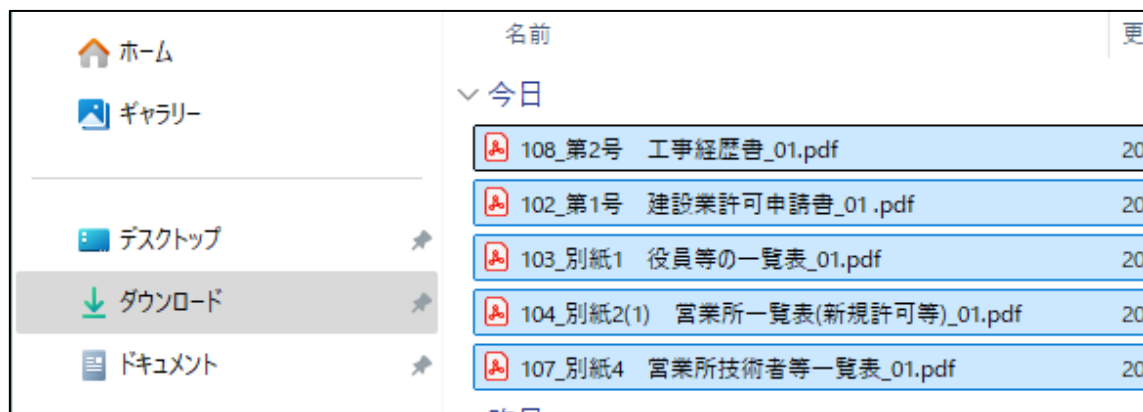 ホーム
ギャラリー
デスクトップ
ダウンロード
ドキュメント
名前 更
今日
108_第2号　工事経歴書_01.pdf 20
102_第1号　建設業許可申請書_01 .pdf 20
103_別紙1　役員等の一覧表_01.pdf 20
104_別紙2(1)　営業所一覧表(新規許可等)_01.pdf 20
107_別紙4　営業所技術者等一覧表_01.pdf 20